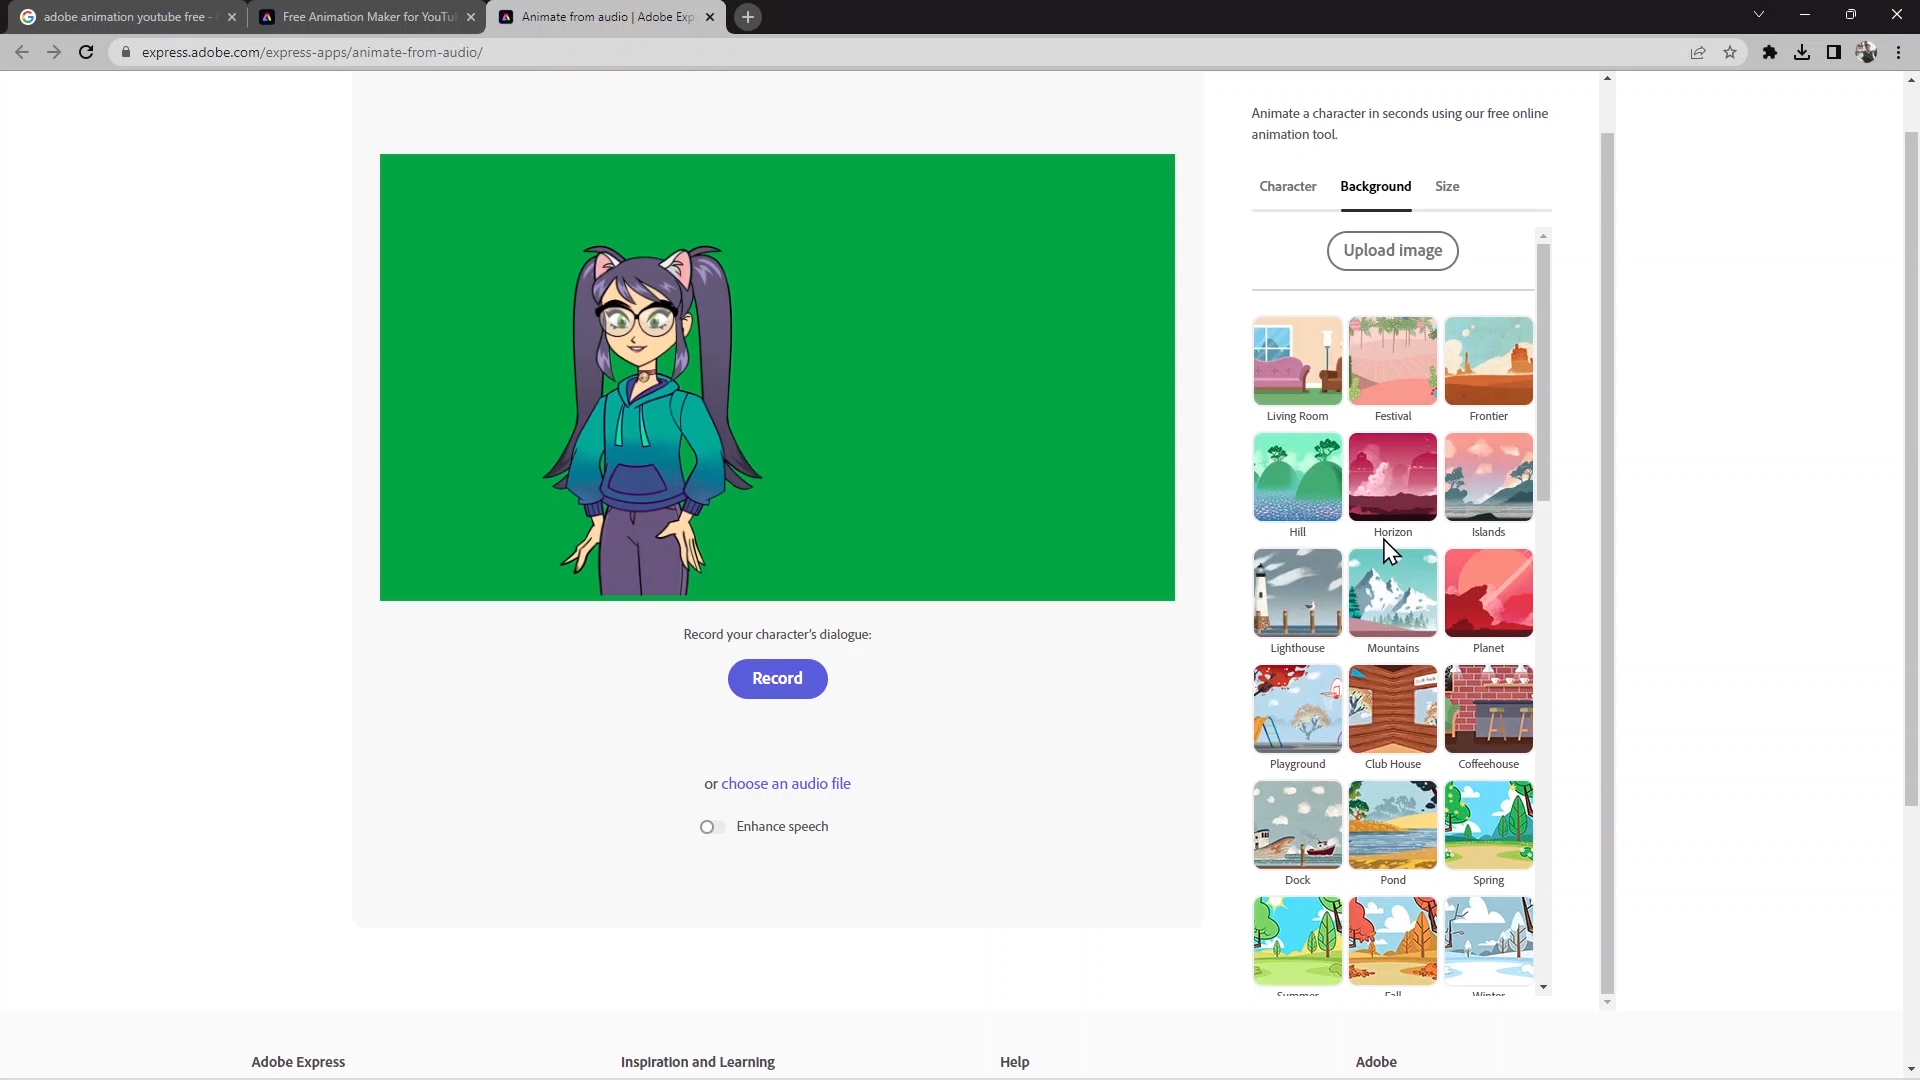 adobe animation youtube free -
Free Animation Maker for YouTu
Animate from audio | Adobe Exp
express.adobe.com/express-apps/animate-from-audio/
Animate a character in seconds using our free online
animation tool.
Character Background Size
Upload image
Living Room Festival Frontier
Hill Horizon Islands
Lighthouse Mountains Planet
Playground Club House Coffeehouse
Dock Pond Spring
Summer Fall Winter
Record your character's dialogue:
Record
or choose an audio file
Enhance speech
Adobe Express Inspiration and Learning Help Adobe